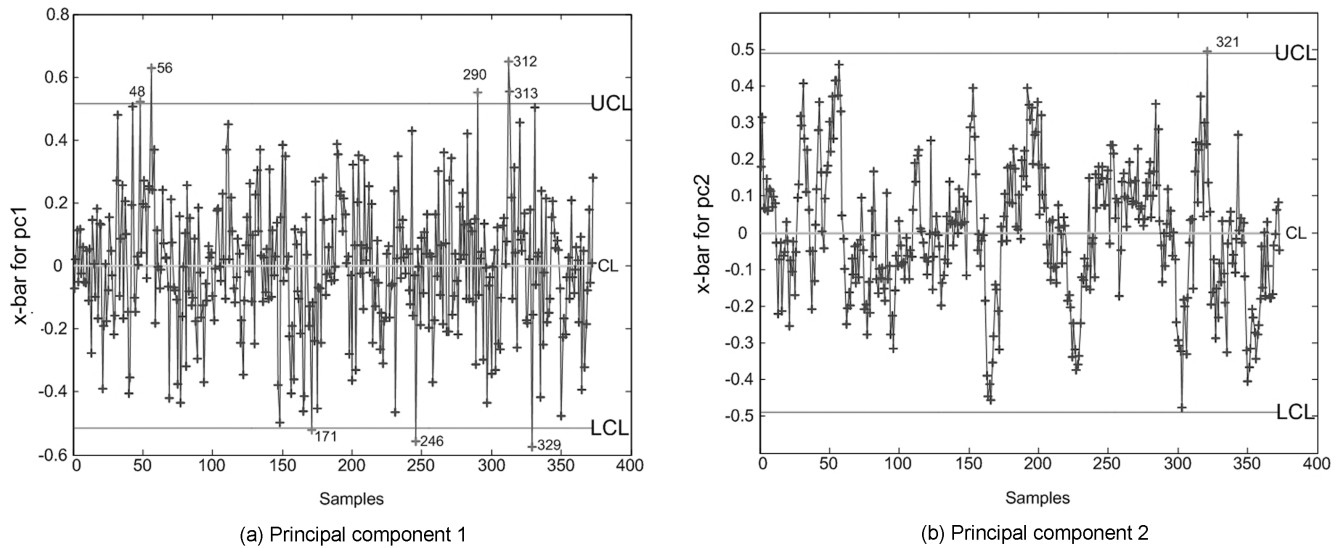 0.8
0.6
0.4
0.2
0
-0.2
-0.4
-0.6
x-bar for pc1
48
56
290
312
313
UCL
CL
LCL
171
246
329
0 50 100 150 200 250 300 350 400
Samples
(a) Principal component 1
0.5
0.4
0.3
0.2
0.1
0
-0.1
-0.2
-0.3
-0.4
-0.5
x-bar for pc2
321
UCL
CL
LCL
0 50 100 150 200 250 300 350 400
Samples
(b) Principal component 2